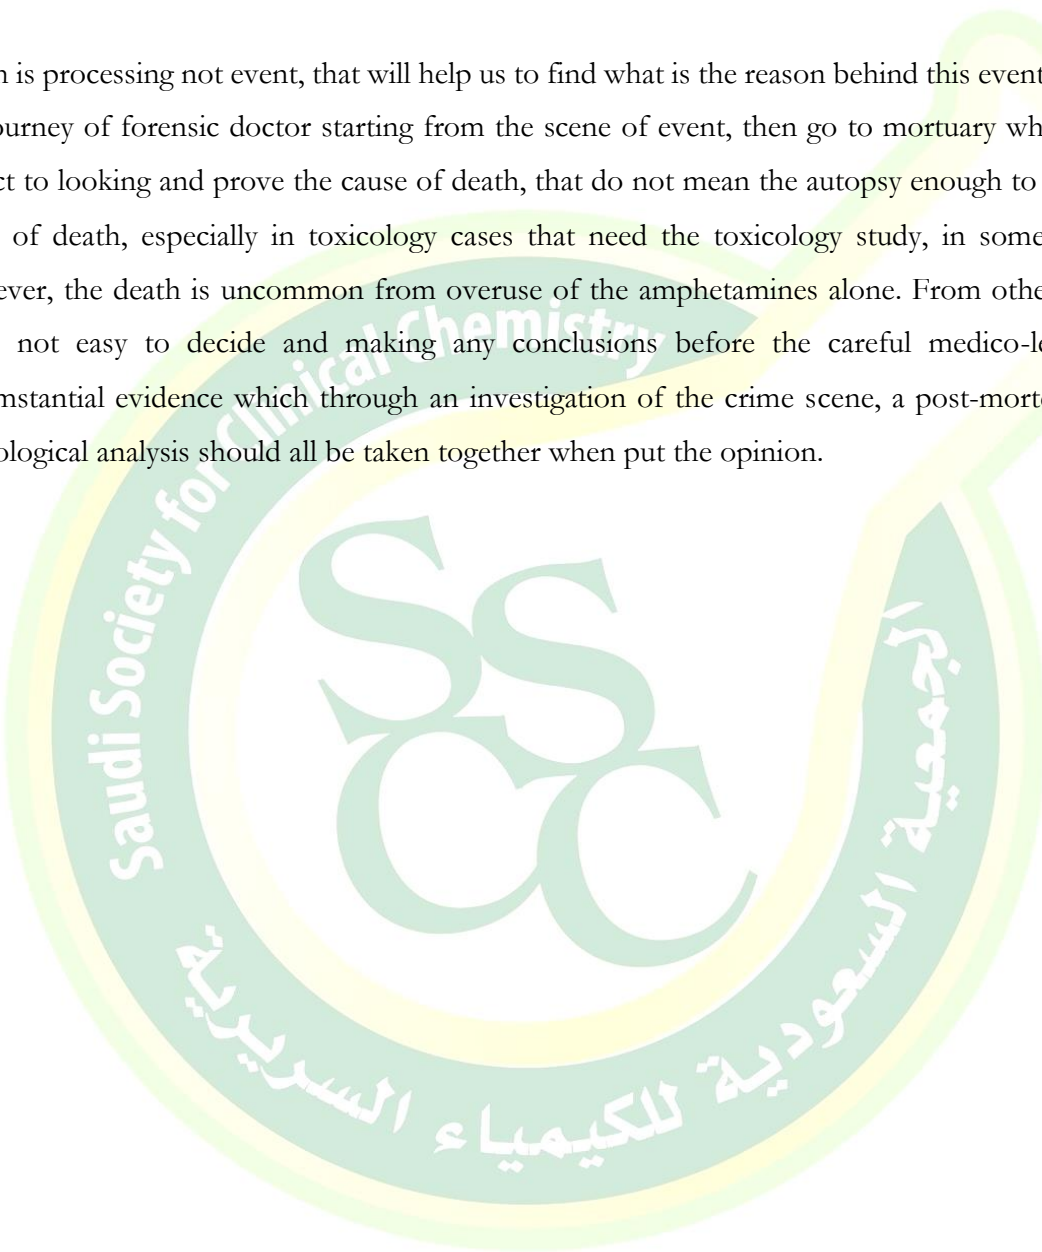 n is processing not event, that will help us to find what is the reason behind this event
ourney of forensic doctor starting from the scene of event, then go to mortuary wh
ct to looking and prove the cause of death, that do not mean the autopsy enough to
of death, especially in toxicology cases that need the toxicology study, in some
ever, the death is uncommon from overuse of the amphetamines alone. From othe
not easy to decide and making any conclusions before the careful medico-le
mstantial evidence which through an investigation of the crime scene, a post-morte
ological analysis should all be taken together when put the opinion.
Saudi Society for Clinical Chemistry
SSCC
الجمعية السعودية للكيمياء السريرية